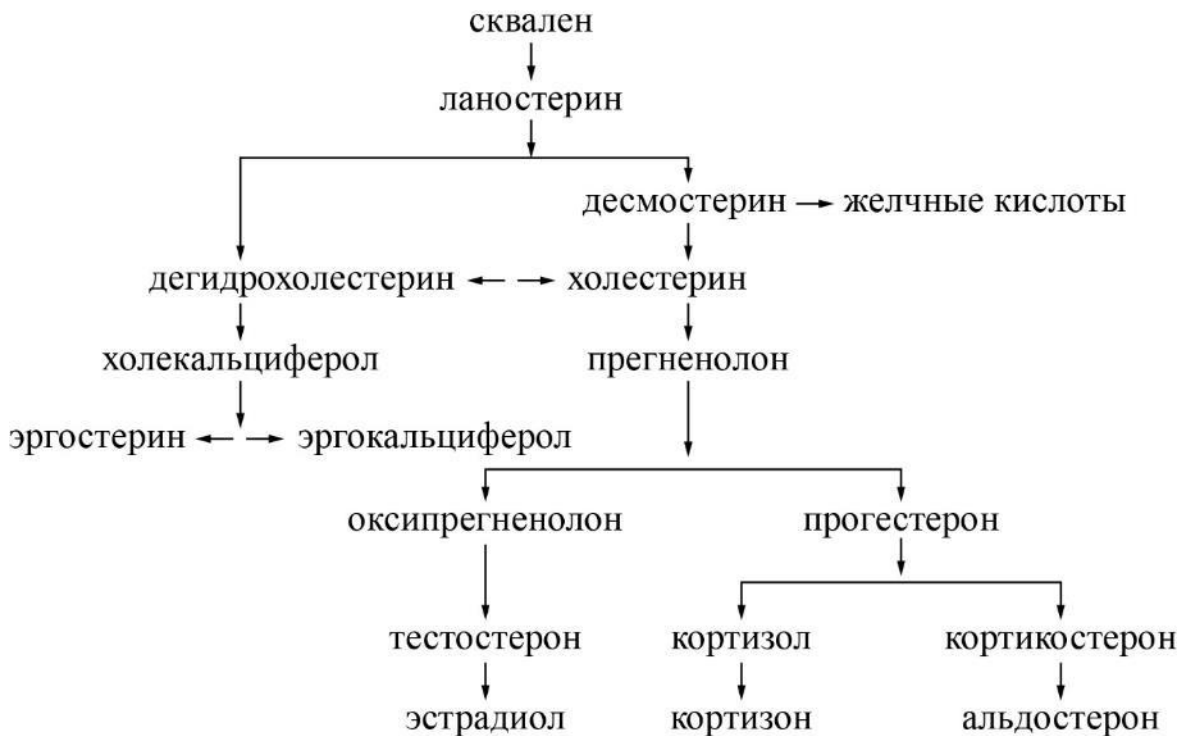 сквален
ланостерин
десмостерин желчные кислоты
дегидрохолестерин холестерин
холекальциферол прегненолон
эргостерин эргокальциферол
оксипрегненолон прогестерон
тестостерон кортизол кортикостерон
эстрадиол кортизон альдостерон